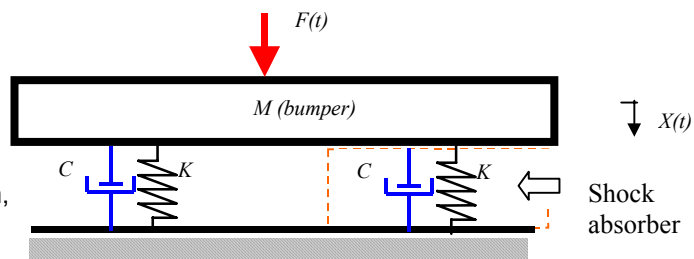 F(t)
M (bumper)
X(t)
C K C K
Shock
absorber